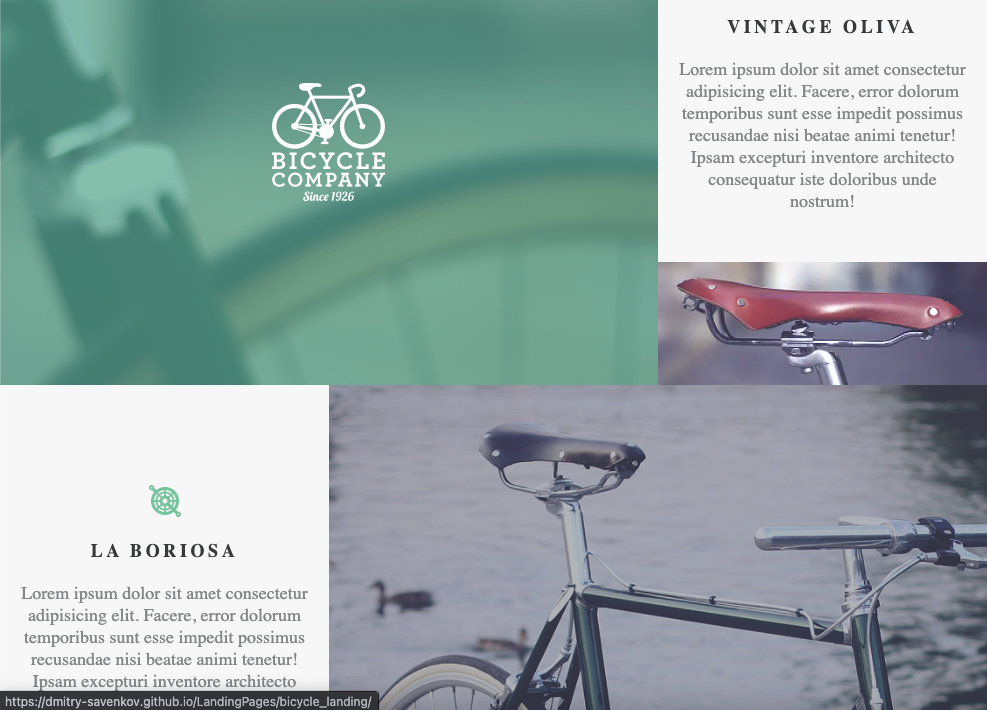 BICYCLE
COMPANY
Since 1926
VINTAGE OLIVA
Lorem ipsum dolor sit amet consectetur
adipisicing elit. Facere, error dolorum
temporibus sunt esse impedit possimus
recusandae nisi beatae animi tenetur!
Ipsam excepturi inventore architecto
consequatur iste doloribus unde
nostrum!
LA BORIOSA
Lorem ipsum dolor sit amet consectetur
adipisicing elit. Facere, error dolorum
temporibus sunt esse impedit possimus
recusandae nisi beatae animi tenetur!
Ipsam excepturi inventore architecto
https://dmitry-savenkov.github.io/LandingPages/bicycle_landing/